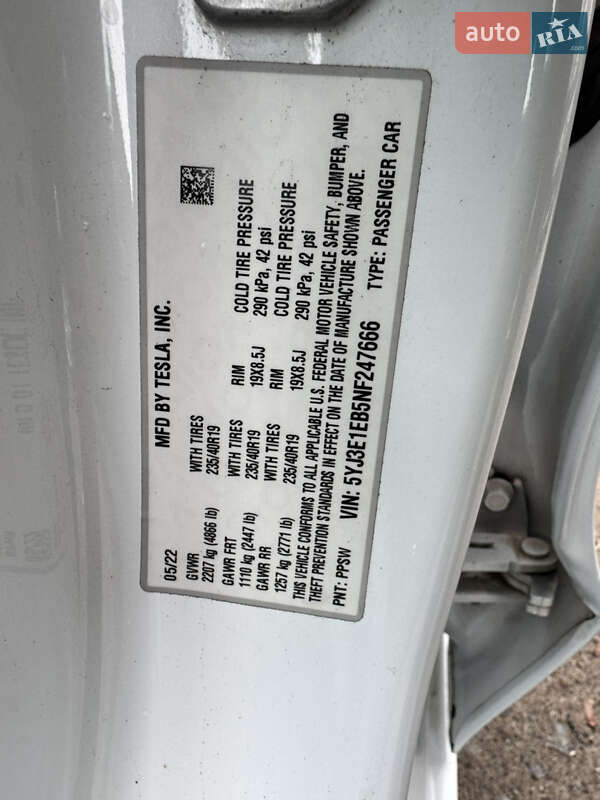 auto RIA.com
MFD BY TESLA, INC.
05/22
GVWR WITH TIRES RIM COLD TIRE PRESSURE
2207 kg (4866 lb) 235/40R19 19X8.5J 290 kPa, 42 psi
GAWR FRT WITH TIRES RIM COLD TIRE PRESSURE
1110 kg (2447 lb) 235/40R19 19X8.5J 290 kPa, 42 psi
GAWR RR WITH TIRES
1257 kg (2771 lb) 235/40R19
THIS VEHICLE CONFORMS TO ALL APPLICABLE U.S. FEDERAL MOTOR VEHICLE SAFETY, BUMPER, AND
THEFT PREVENTION STANDARDS IN EFFECT ON THE DATE OF MANUFACTURE SHOWN ABOVE.
PNT: PPSW VIN: 5YJ3E1EB5NF247666 TYPE: PASSENGER CAR